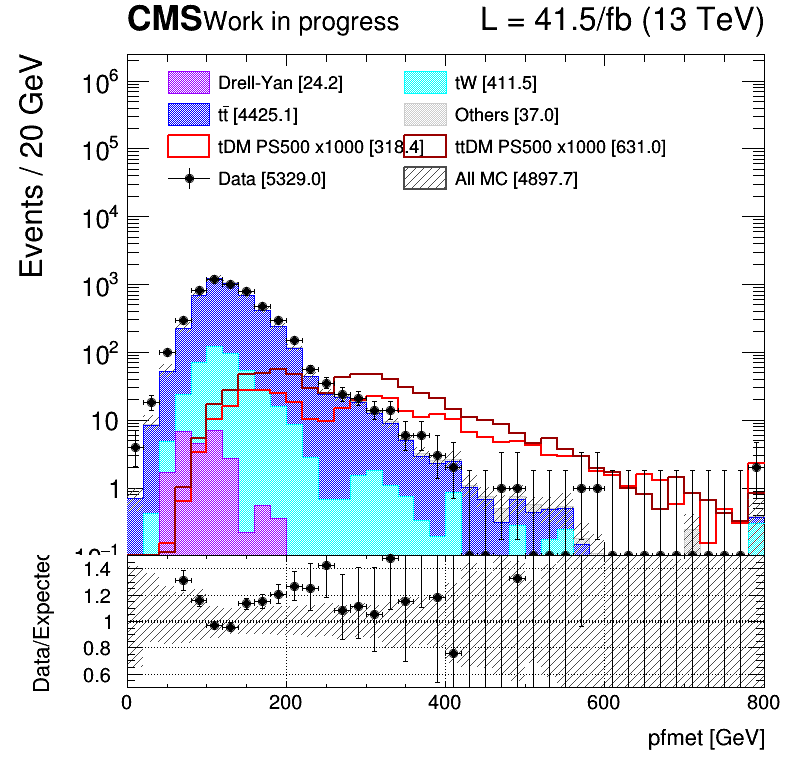 CMS Work in progress L = 41.5/fb (13 TeV)
Events / 20 GeV
Drell-Yan [24.2] tW [411.5]
tt̄ [4425.1] Others [37.0]
tDM PS500 x1000 [318.4] ttDM PS500 x1000 [631.0]
Data [5329.0] All MC [4897.7]
10⁶
10⁵
10⁴
10³
10²
10
1
10⁻¹
Data/Expected
1.4
1.2
1
0.8
0.6
0 200 400 600 800
pfmet [GeV]